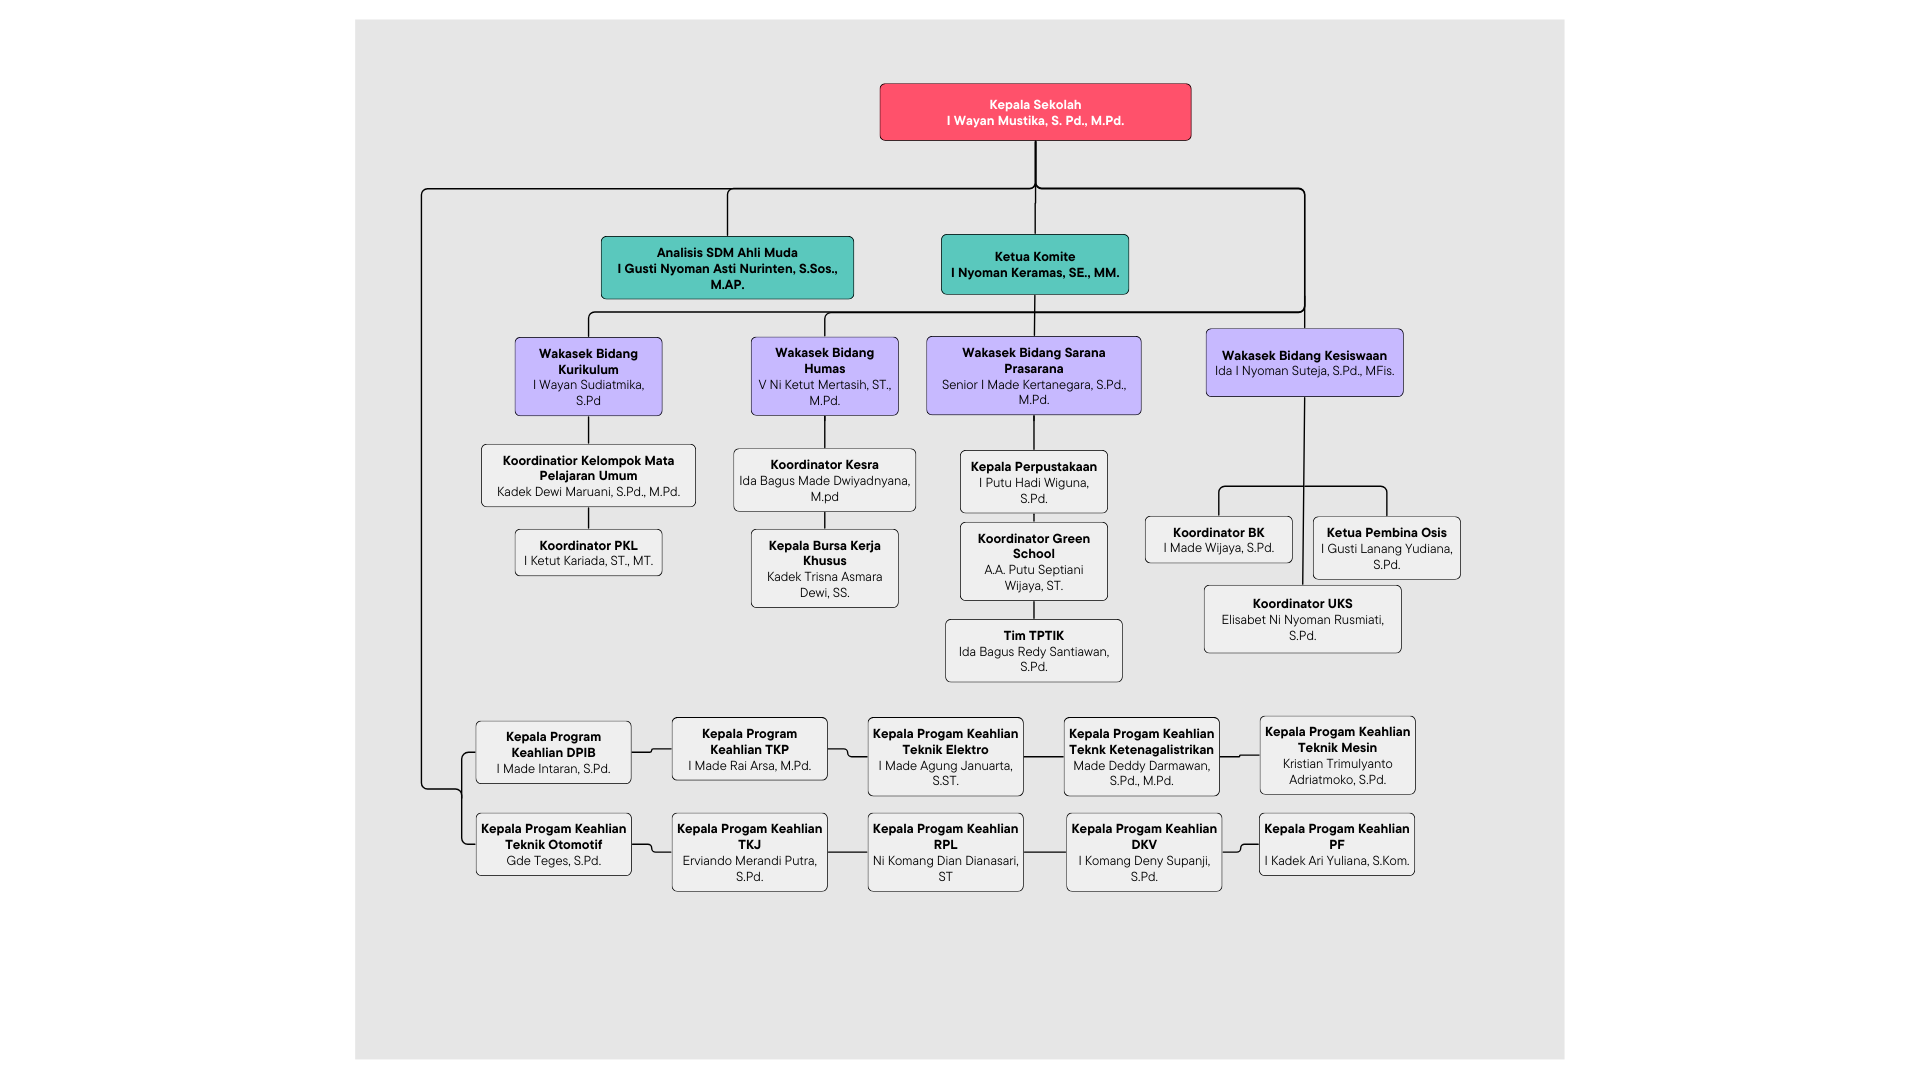 Kepala Sekolah
I Wayan Mustika, S. Pd., M.Pd.
Analisis SDM Ahli Muda
I Gusti Nyoman Asti Nurinten, S.Sos.,
M.AP.
Ketua Komite
I Nyoman Keramas, SE., MM.
Wakasek Bidang
Kurikulum
I Wayan Sudiatmika,
S.Pd
Wakasek Bidang
Humas
V Ni Ketut Mertasih, ST.,
M.Pd.
Wakasek Bidang Sarana
Prasarana
Senior I Made Kertanegara, S.Pd.,
M.Pd.
Wakasek Bidang Kesiswaan
Ida I Nyoman Suteja, S.Pd., MFis.
Koordinatior Kelompok Mata
Pelajaran Umum
Kadek Dewi Maruani, S.Pd., M.Pd.
Koordinator Kesra
Ida Bagus Made Dwiyadnyana,
M.pd
Kepala Perpustakaan
I Putu Hadi Wiguna,
S.Pd.
Koordinator PKL
I Ketut Kariada, ST., MT.
Kepala Bursa Kerja
Khusus
Kadek Trisna Asmara
Dewi, SS.
Koordinator Green
School
A.A. Putu Septiani
Wijaya, ST.
Koordinator BK
I Made Wijaya, S.Pd.
Ketua Pembina Osis
I Gusti Lanang Yudiana,
S.Pd.
Koordinator UKS
Elisabet Ni Nyoman Rusmiati,
S.Pd.
Tim TPTIK
Ida Bagus Redy Santiawan,
S.Pd.
Kepala Program
Keahlian DPIB
I Made Intaran, S.Pd.
Kepala Program
Keahlian TKP
I Made Rai Arsa, M.Pd.
Kepala Progam Keahlian
Teknik Elektro
I Made Agung Januarta,
S.ST.
Kepala Progam Keahlian
Teknk Ketenagalistrikan
Made Deddy Darmawan,
S.Pd., M.Pd.
Kepala Progam Keahlian
Teknik Mesin
Kristian Trimulyanto
Adriatmoko, S.Pd.
Kepala Progam Keahlian
Teknik Otomotif
Gde Teges, S.Pd.
Kepala Progam Keahlian
TKJ
Erviando Merandi Putra,
S.Pd.
Kepala Progam Keahlian
RPL
Ni Komang Dian Dianasari,
ST
Kepala Progam Keahlian
DKV
I Komang Deny Supanji,
S.Pd.
Kepala Progam Keahlian
PF
I Kadek Ari Yuliana, S.Kom.